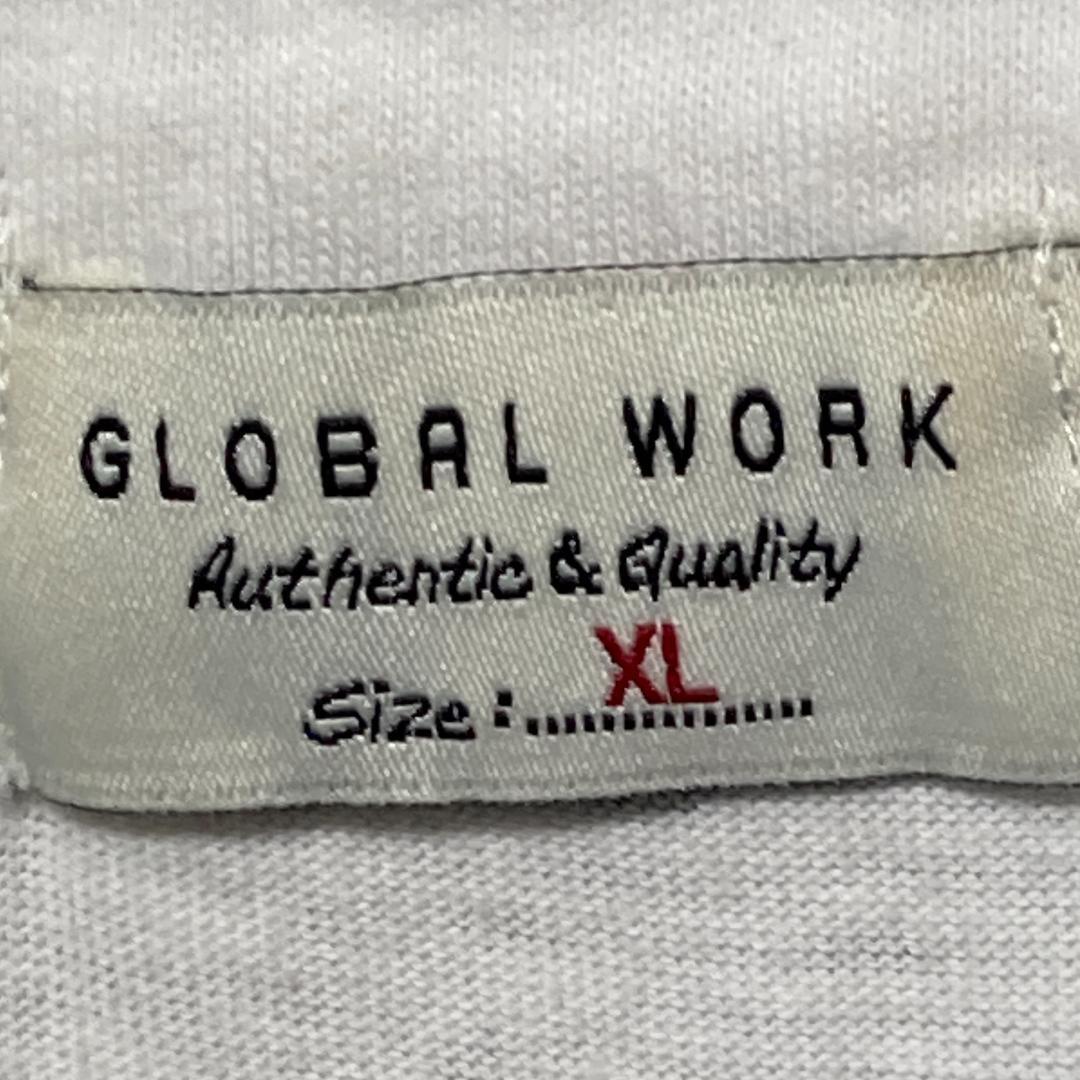 GLOBAL WORK
Authentic & Quality
Size : XL